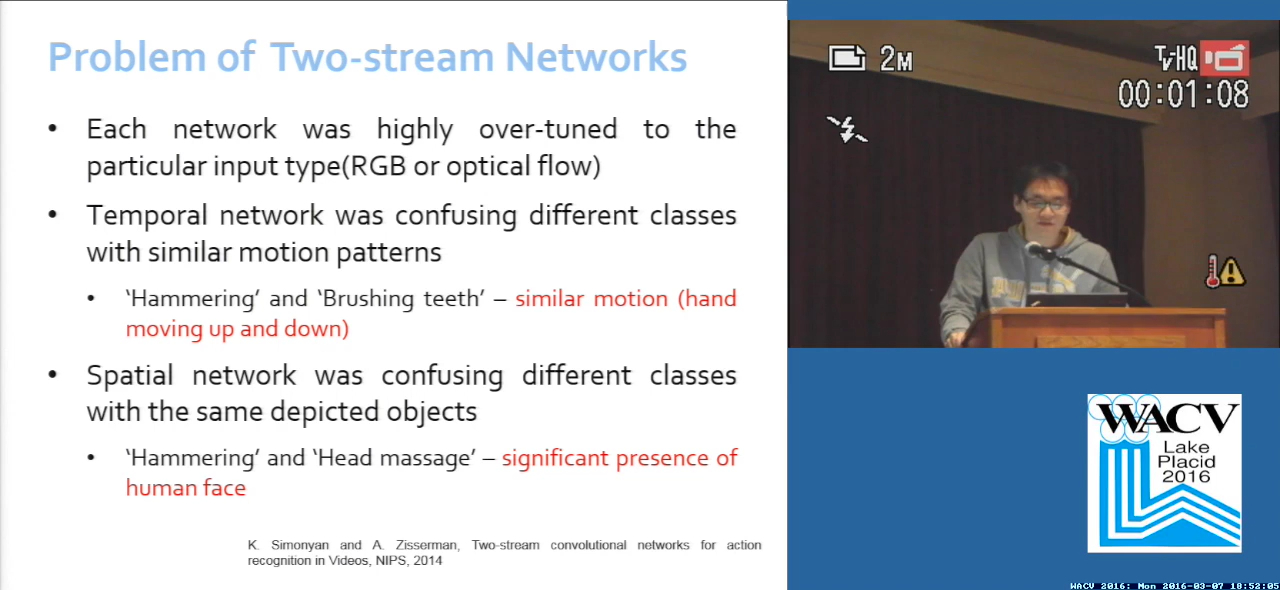 Problem of Two-stream Networks
• Each network was highly over-tuned to the
particular input type(RGB or optical flow)
• Temporal network was confusing different classes
with similar motion patterns
• ‘Hammering’ and ‘Brushing teeth’ – similar motion (hand
moving up and down)
• Spatial network was confusing different classes
with the same depicted objects
• ‘Hammering’ and ‘Head massage’ – significant presence of
human face
K. Simonyan and A. Zisserman, Two-stream convolutional networks for action
recognition in Videos, NIPS, 2014
2M
TV-HQ
00:01:08
WACV
Lake
Placid
2016
WACV 2016: Mon 2016-03-07 18:52:05